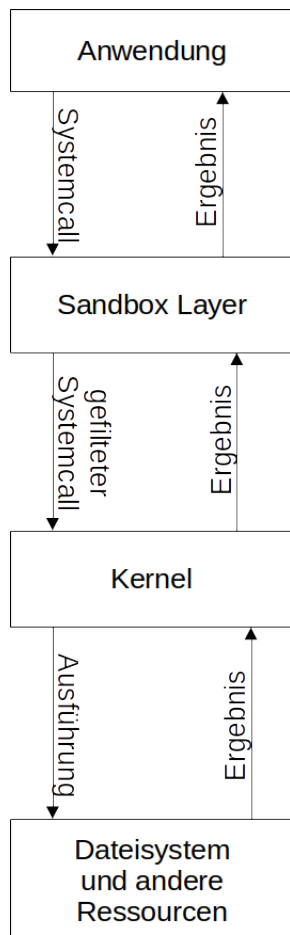 Anwendung
Systemcall
Ergebnis
Sandbox Layer
gefilteter
Systemcall
Ergebnis
Kernel
Ausführung
Ergebnis
Dateisystem
und andere
Ressourcen